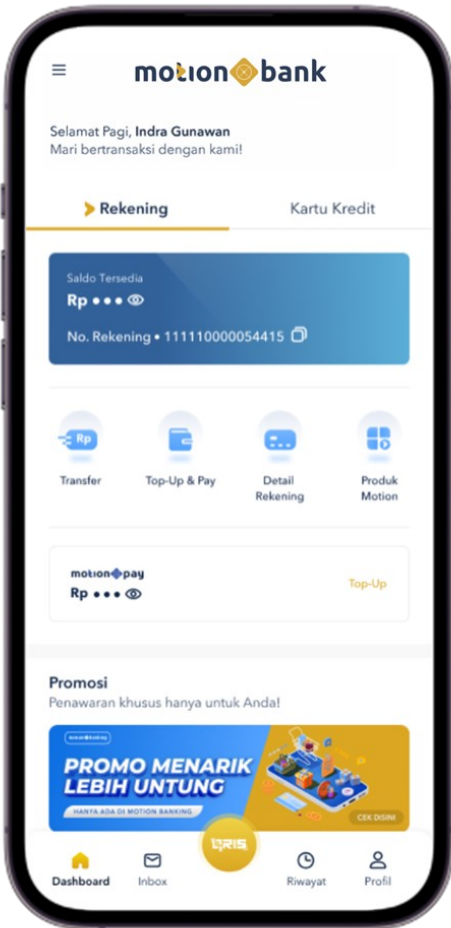 motion bank
Selamat Pagi, Indra Gunawan
Mari bertransaksi dengan kami!
Rekening
Kartu Kredit
Saldo Tersedia
Rp •••
No. Rekening • 111110000054415
Rp
Transfer
Top-Up & Pay
Detail
Rekening
Produk
Motion
motion pay
Rp •••
Top-Up
Promosi
Penawaran khusus hanya untuk Anda!
PROMO MENARIK
LEBIH UNTUNG
HANYA ADA DI MOTION BANKING
CEK DISINI
QRIS
Dashboard
Inbox
Riwayat
Profil